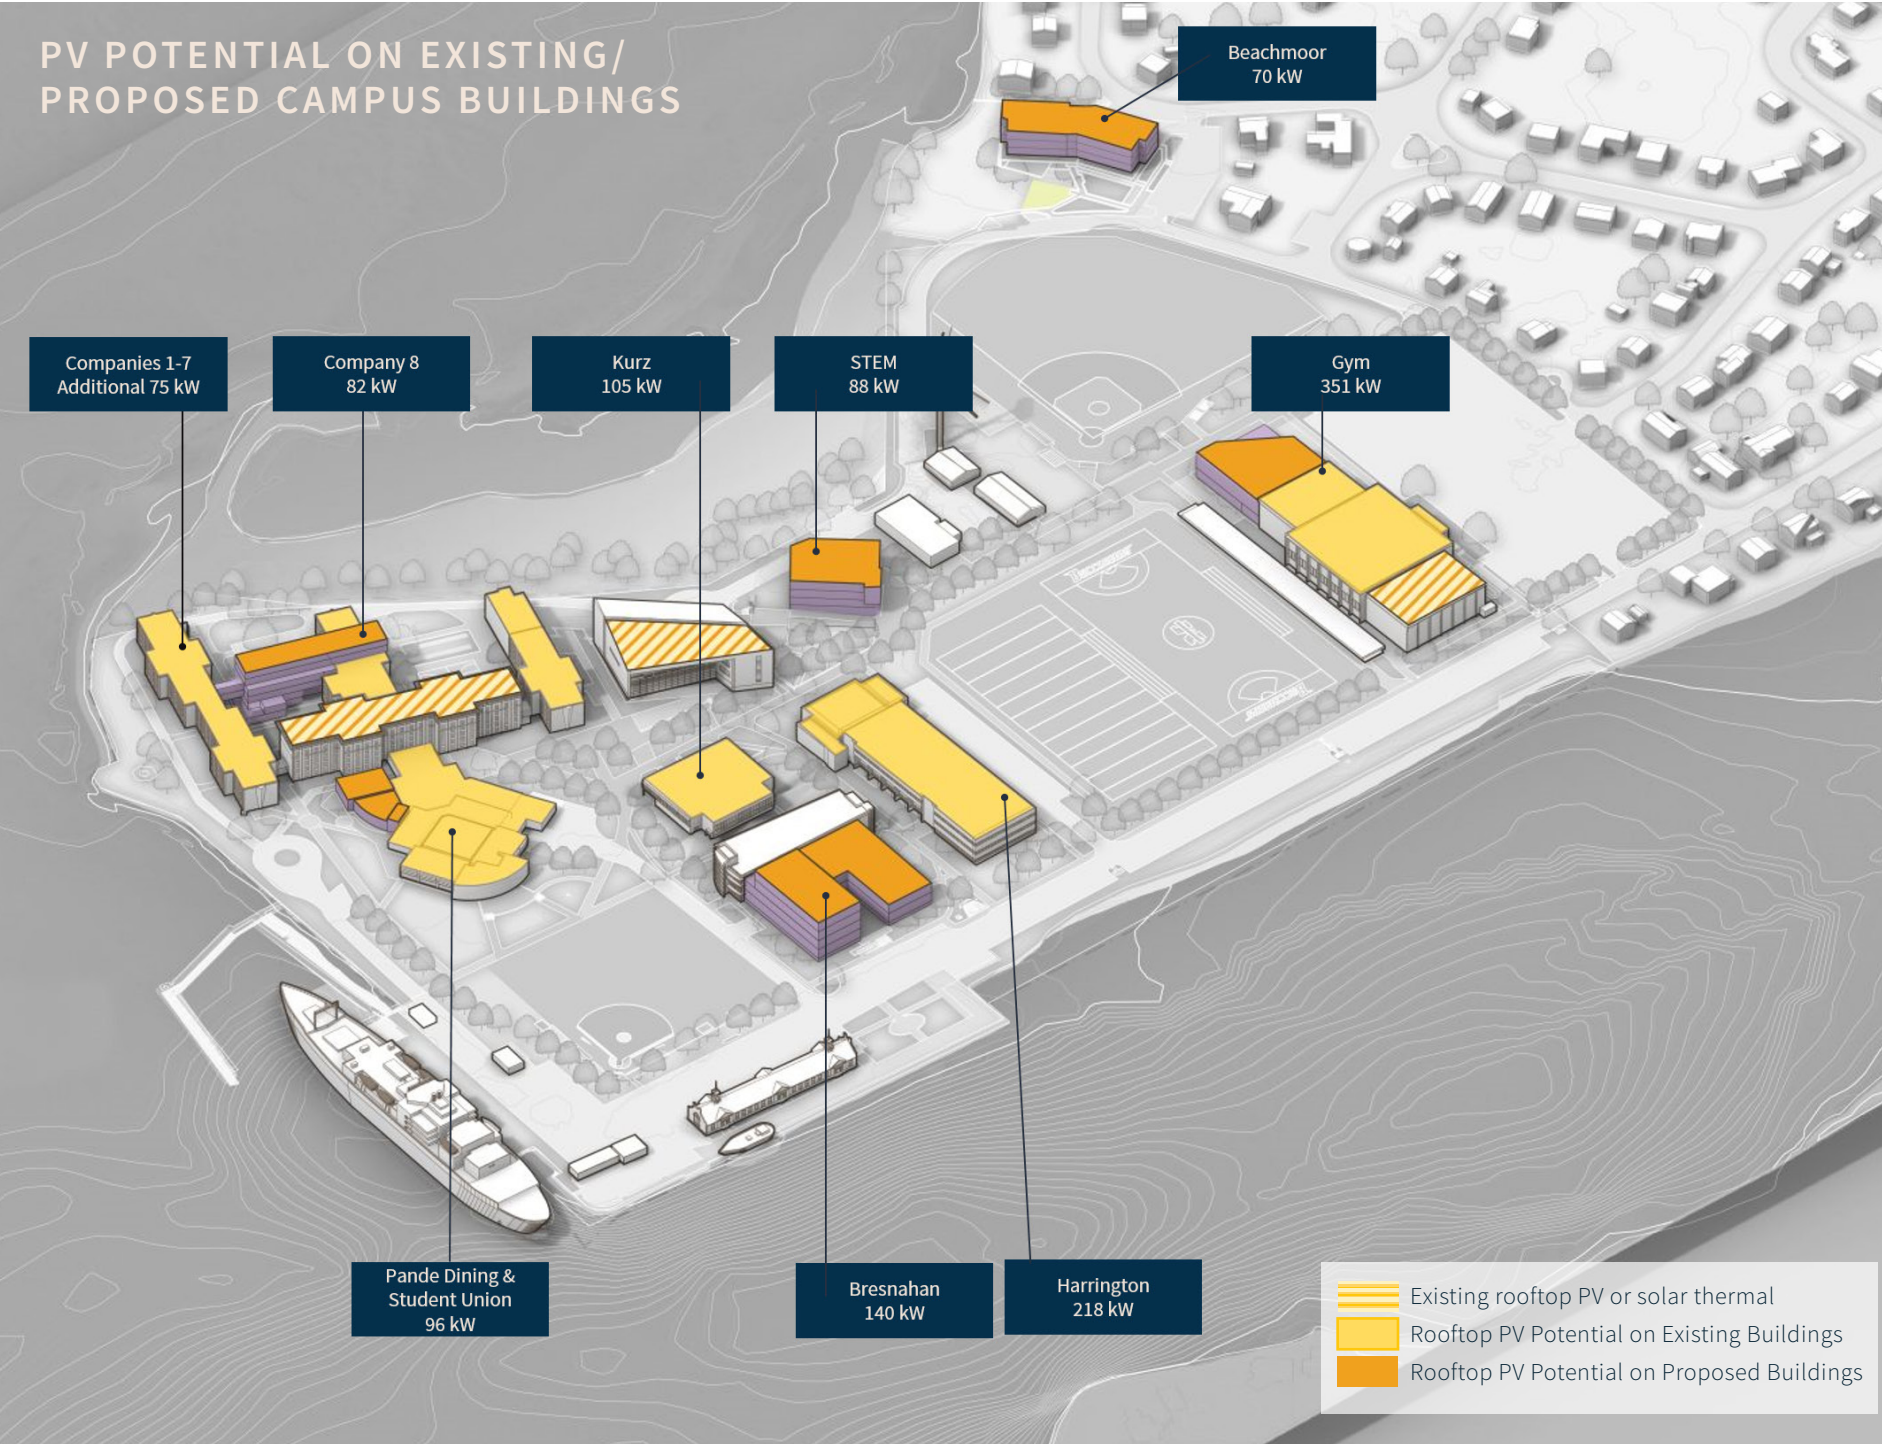 PV POTENTIAL ON EXISTING/
PROPOSED CAMPUS BUILDINGS
Beachmoor
70 kW
Companies 1-7
Additional 75 kW
Company 8
82 kW
Kurz
105 kW
STEM
88 kW
Gym
351 kW
Pande Dining &
Student Union
96 kW
Bresnahan
140 kW
Harrington
218 kW
Existing rooftop PV or solar thermal
Rooftop PV Potential on Existing Buildings
Rooftop PV Potential on Proposed Buildings